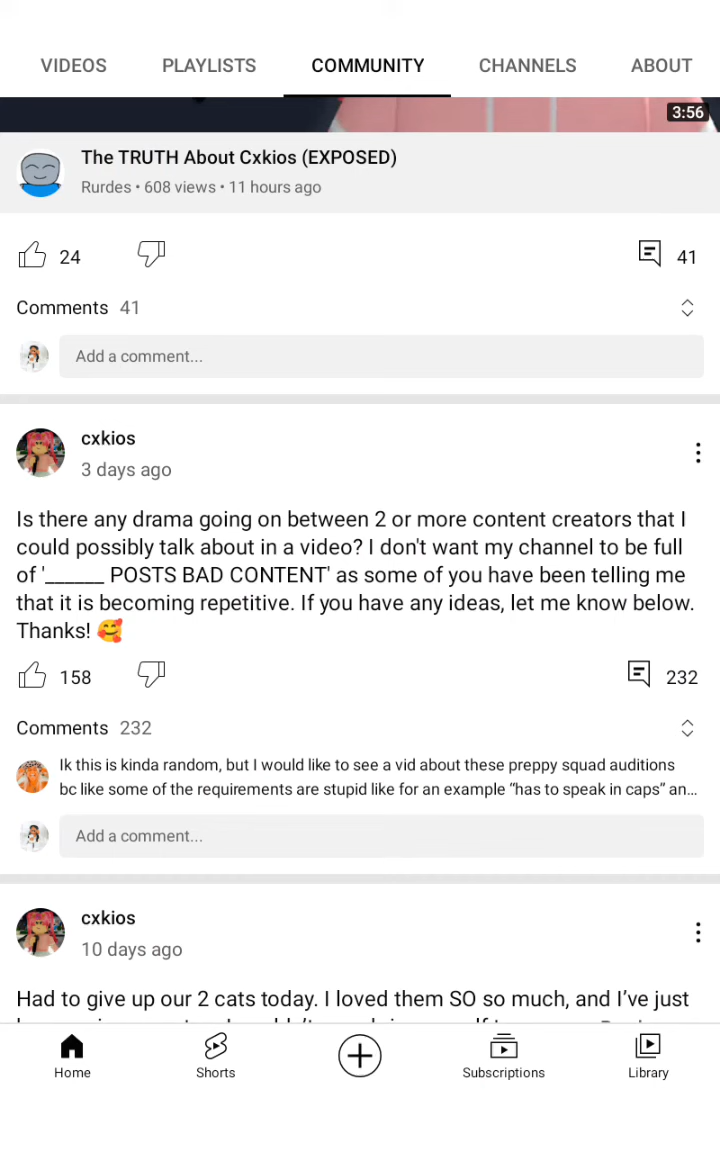 VIDEOS PLAYLISTS COMMUNITY CHANNELS ABOUT
3:56
The TRUTH About Cxkios (EXPOSED)
Rurdes • 608 views • 11 hours ago
24 41
Comments 41
Add a comment...
cxkios
3 days ago
Is there any drama going on between 2 or more content creators that I
could possibly talk about in a video? I don't want my channel to be full
of '______ POSTS BAD CONTENT' as some of you have been telling me
that it is becoming repetitive. If you have any ideas, let me know below.
Thanks! 🥰
158 232
Comments 232
Ik this is kinda random, but I would like to see a vid about these preppy squad auditions
bc like some of the requirements are stupid like for an example “has to speak in caps” an...
Add a comment...
cxkios
10 days ago
Had to give up our 2 cats today. I loved them SO so much, and I’ve just
Home Shorts Subscriptions Library